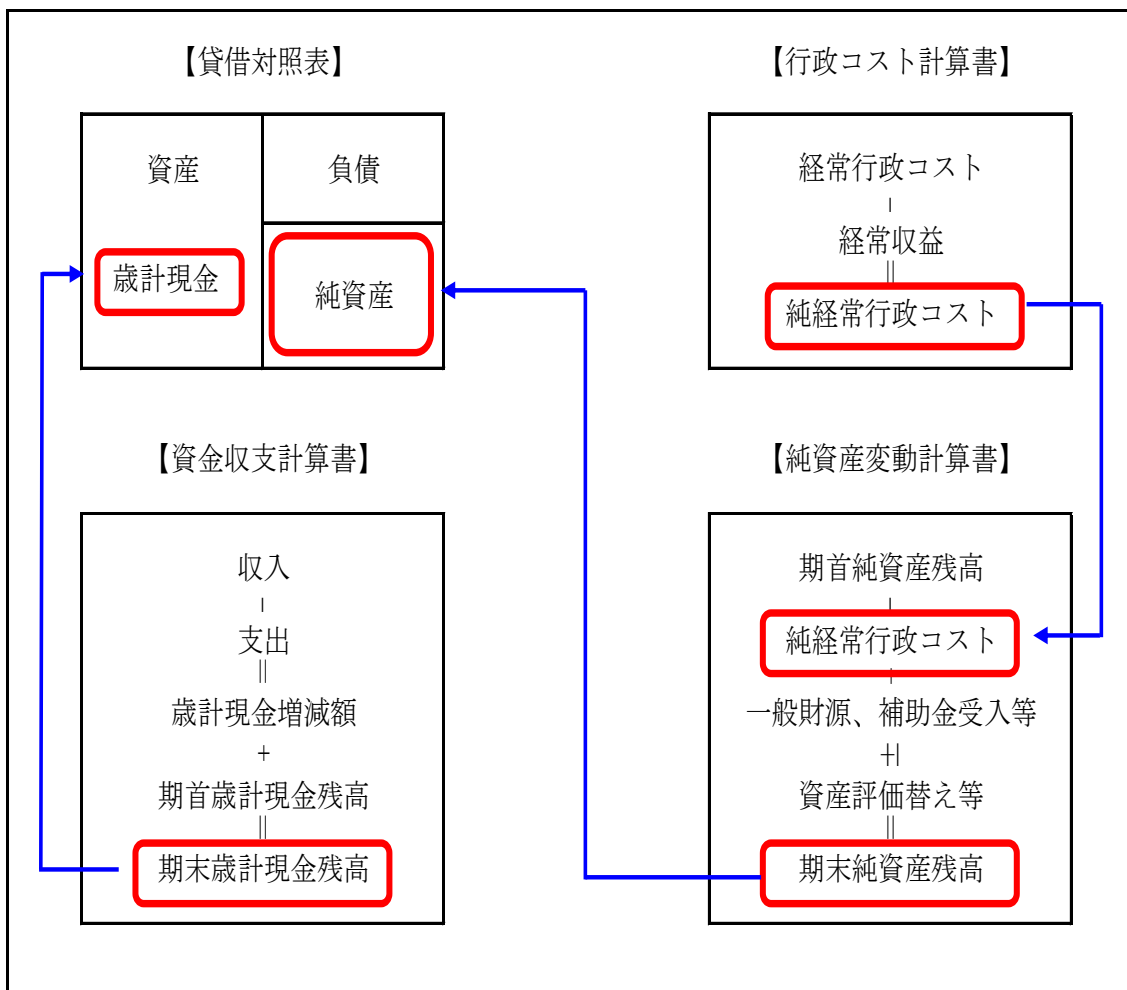 【貸借対照表】
資産
負債
歳計現金
純資産
【行政コスト計算書】
経常行政コスト
－
経常収益
＝
純経常行政コスト
【資金収支計算書】
収入
－
支出
＝
歳計現金増減額
+
期首歳計現金残高
＝
期末歳計現金残高
【純資産変動計算書】
期首純資産残高
－
純経常行政コスト
+
一般財源、補助金受入等
±
資産評価替え等
＝
期末純資産残高